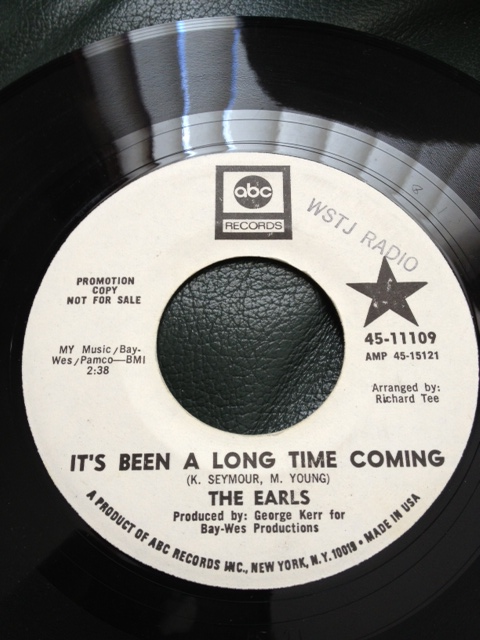 abc
RECORDS
WSTJ RADIO
PROMOTION
COPY
NOT FOR SALE
45-11109
AMP 45-15121
MY Music/Bay-
Wes/Pamco—BMI
2:38
Arranged by:
Richard Tee
IT'S BEEN A LONG TIME COMING
(K. SEYMOUR, M. YOUNG)
THE EARLS
Produced by: George Kerr for
Bay-Wes Productions
A PRODUCT OF ABC RECORDS INC., NEW YORK, N.Y. 10019 • MADE IN USA